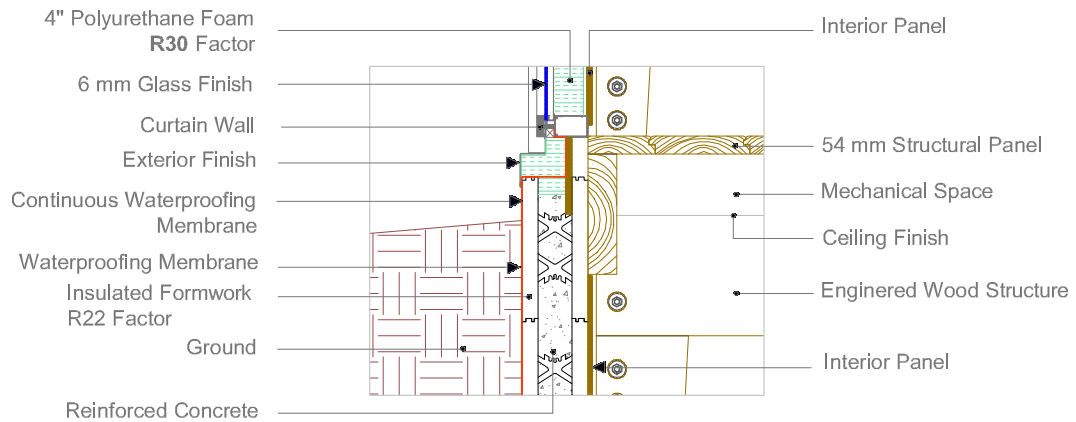 4" Polyurethane Foam
R30 Factor
6 mm Glass Finish
Curtain Wall
Exterior Finish
Continuous Waterproofing
Membrane
Waterproofing Membrane
Insulated Formwork
R22 Factor
Ground
Reinforced Concrete
Interior Panel
54 mm Structural Panel
Mechanical Space
Ceiling Finish
Enginered Wood Structure
Interior Panel